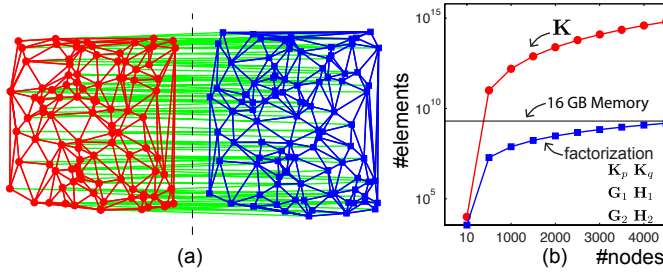 10^15
K
16 GB Memory
10^10
factorization
K_p K_q
G_1 H_1
G_2 H_2
10^5
#elements
10 1000 2000 3000 4000
(a)
(b)
#nodes